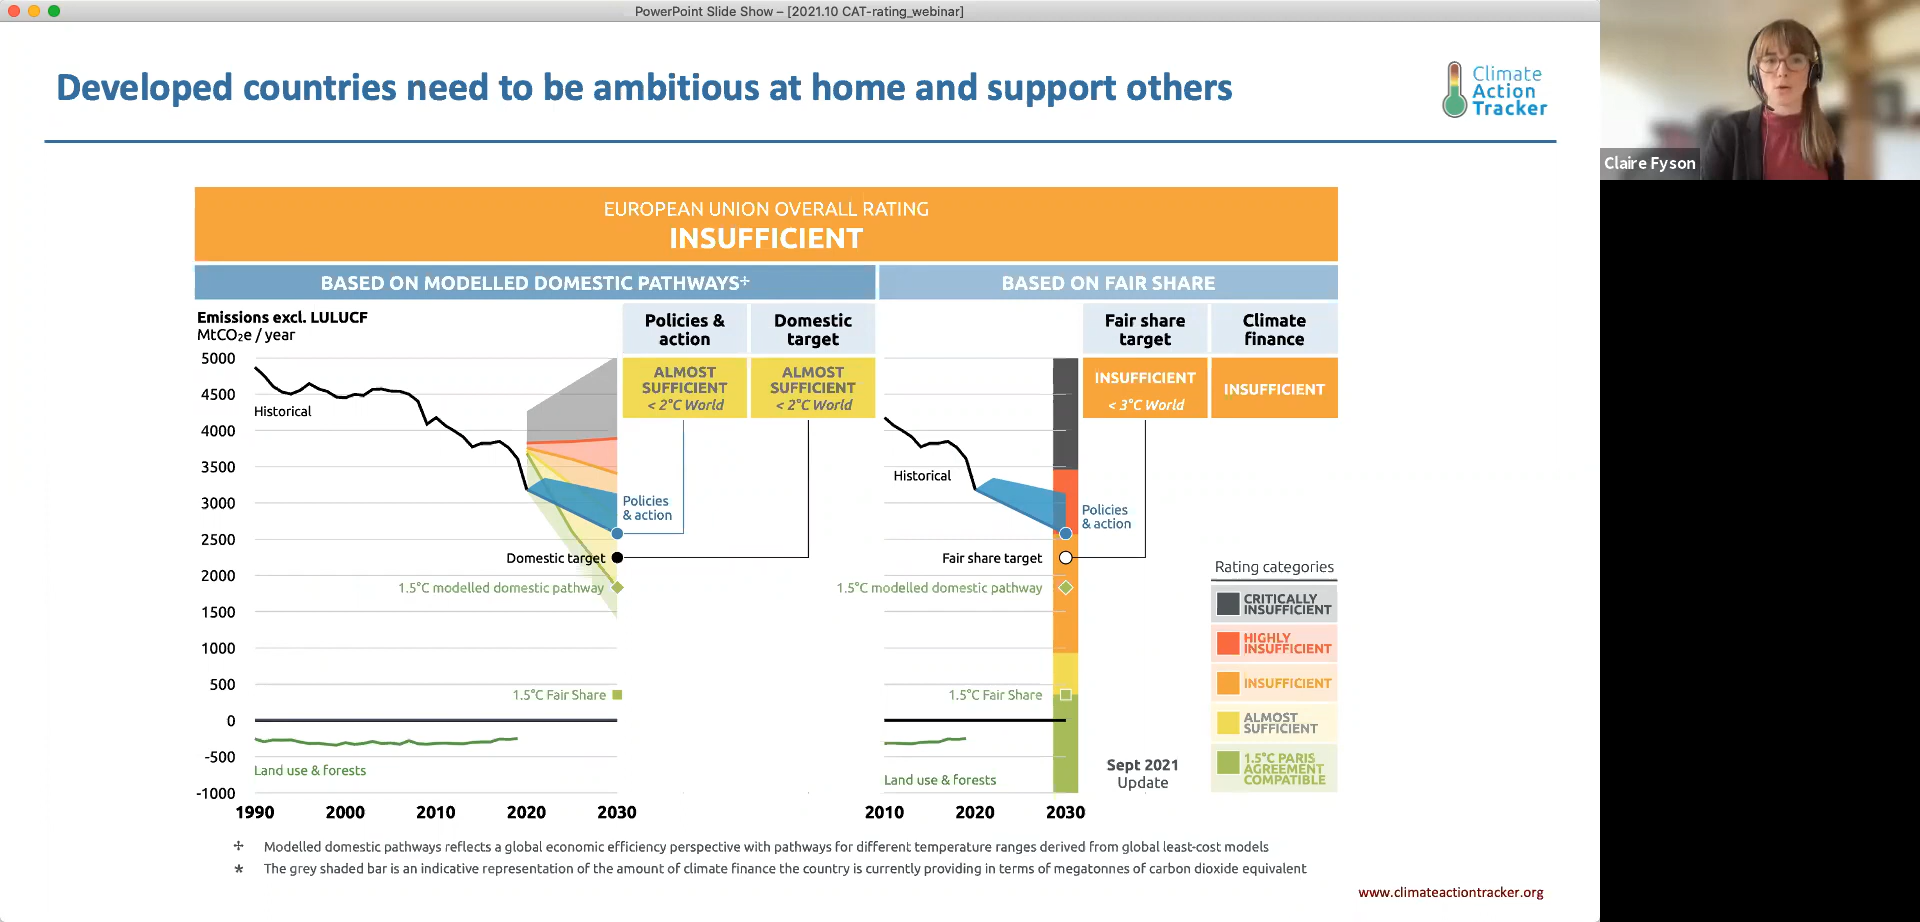 PowerPoint Slide Show – [2021.10 CAT-rating_webinar]
Developed countries need to be ambitious at home and support others
Climate
Action
Tracker
Claire Fyson
EUROPEAN UNION OVERALL RATING
INSUFFICIENT
BASED ON MODELLED DOMESTIC PATHWAYS✢
BASED ON FAIR SHARE
Emissions excl. LULUCF
MtCO₂e / year
Policies &
action
Domestic
target
Fair share
target
Climate
finance
ALMOST
SUFFICIENT
< 2°C World
ALMOST
SUFFICIENT
< 2°C World
INSUFFICIENT
< 3°C World
INSUFFICIENT
5000
4500
4000
3500
3000
2500
2000
1500
1000
500
0
-500
-1000
Historical
Policies
& action
Domestic target
1.5°C modelled domestic pathway
1.5°C Fair Share
Land use & forests
1990
2000
2010
2020
2030
Historical
Policies
& action
Fair share target
1.5°C modelled domestic pathway
1.5°C Fair Share
Land use & forests
2010
2020
2030
Sept 2021
Update
Rating categories
CRITICALLY
INSUFFICIENT
HIGHLY
INSUFFICIENT
INSUFFICIENT
ALMOST
SUFFICIENT
1.5°C PARIS
AGREEMENT
COMPATIBLE
✢ Modelled domestic pathways reflects a global economic efficiency perspective with pathways for different temperature ranges derived from global least-cost models
* The grey shaded bar is an indicative representation of the amount of climate finance the country is currently providing in terms of megatonnes of carbon dioxide equivalent
www.climateactiontracker.org